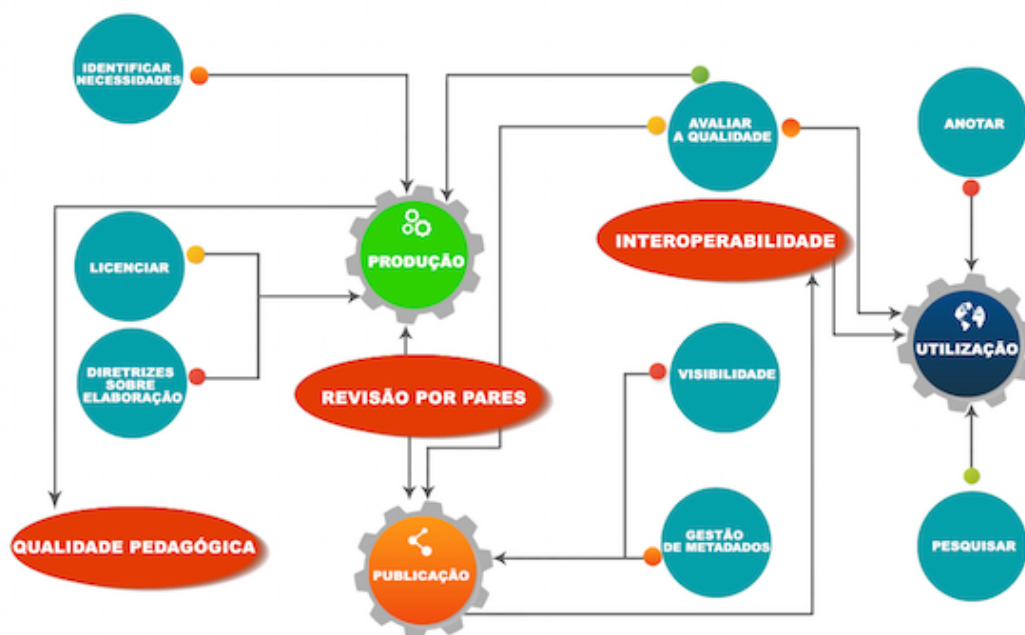 IDENTIFICAR
NECESSIDADES
AVALIAR
A QUALIDADE
ANOTAR
INTEROPERABILIDADE
PRODUÇÃO
LICENCIAR
UTILIZAÇÃO
DIRETRIZES
SOBRE
ELABORAÇÃO
REVISÃO POR PARES
VISIBILIDADE
QUALIDADE PEDAGÓGICA
PUBLICAÇÃO
GESTÃO
DE METADADOS
PESQUISAR